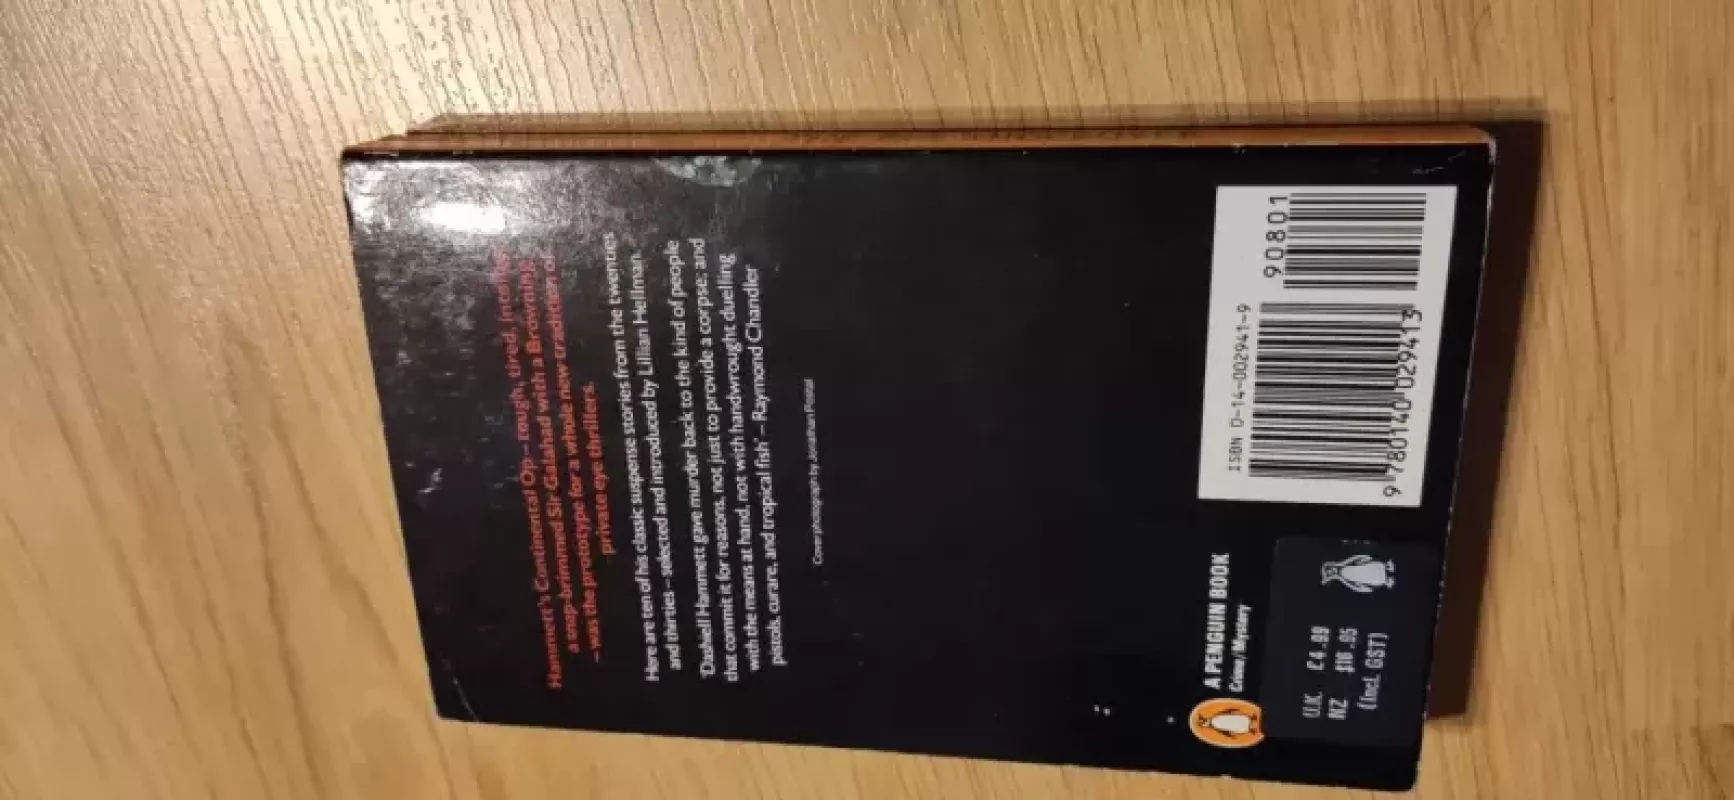 Hammett's Continental Op – tough, tired, intense,
a snap-brimmed Sir Galahad with a Browning
– was the prototype for a whole new tradition of
private eye thrillers.
Here are ten of his classic suspense stories from the twenties
and thirties – selected and introduced by Lillian Hellman.
'Dashiell Hammett gave murder back to the kind of people
that commit it for reasons, not just to provide a corpse; and
with the means at hand, not with handwrought duelling
pistols, curare, and tropical fish' – Raymond Chandler
Cover photograph by Jonathan
A PENGUIN BOOK
Crime/Mystery
U.K. £4.99
NZ $16.95
(incl. GST)
ISBN 0-14-002941-9
90801
9 780140 029413